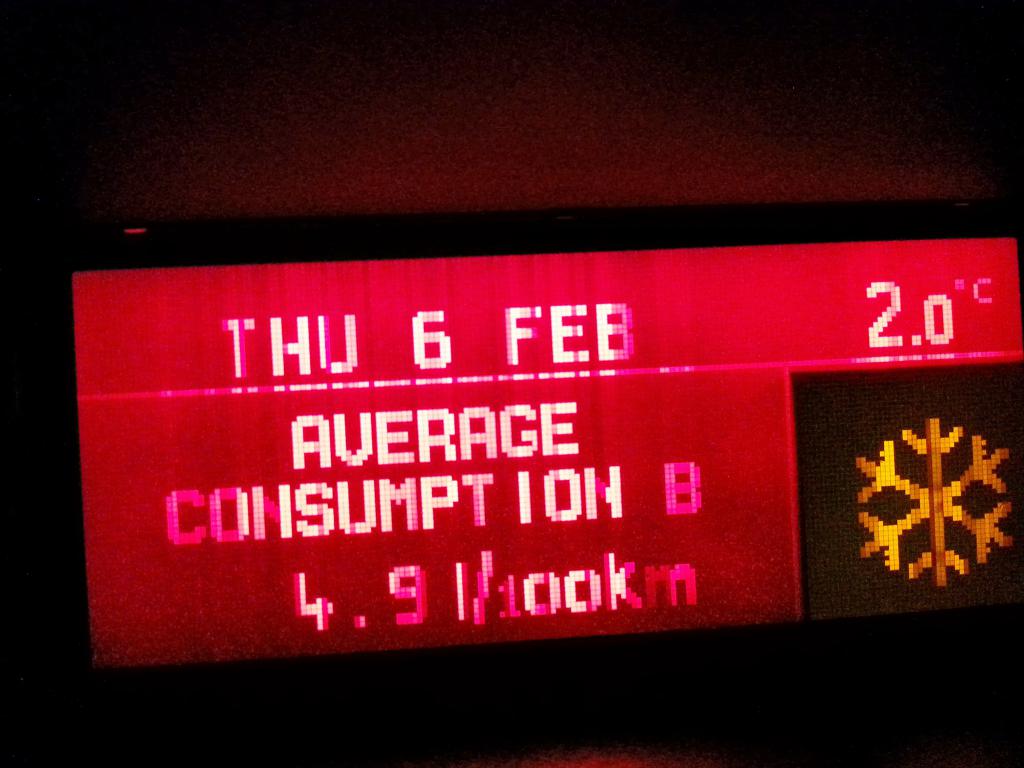 THU 6 FEB 2.0°C
AVERAGE
CONSUMPTION B
4.9 l/100km